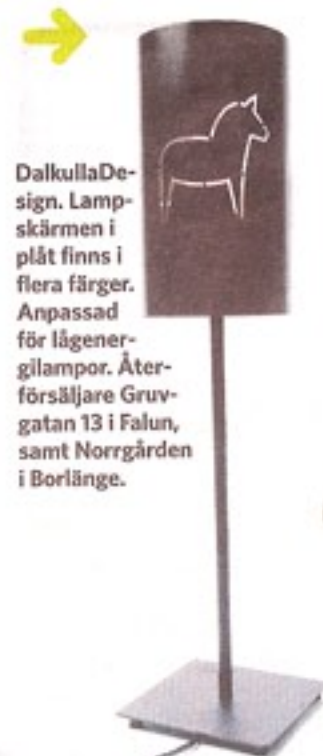 DalkullaDe-
sign. Lamp-
skärmen i
plåt finns i
flera färger.
Anpassad
för lågener-
gilampor. Åter-
försäljare Gruv-
gatan 13 i Falun,
samt Norrgården
i Borlänge.